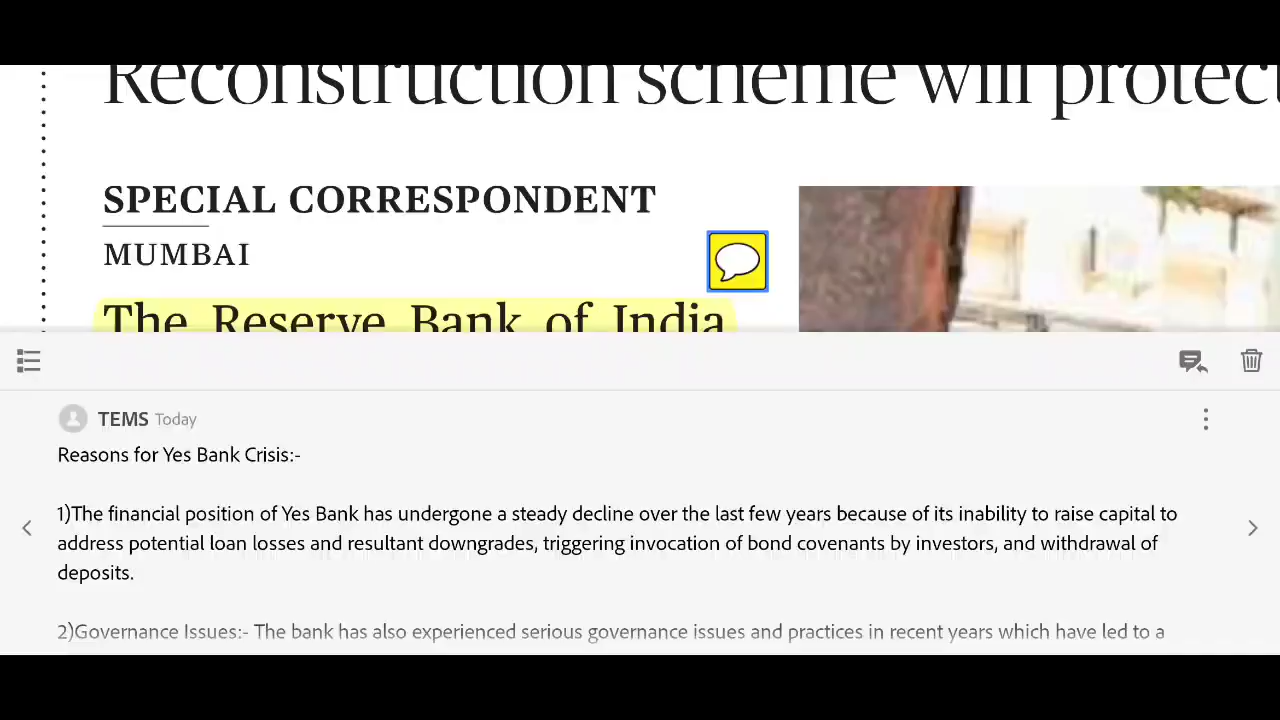 Reconstruction scheme will protect
SPECIAL CORRESPONDENT
MUMBAI
The Reserve Bank of India
TEMS Today
Reasons for Yes Bank Crisis:-
1)The financial position of Yes Bank has undergone a steady decline over the last few years because of its inability to raise capital to
address potential loan losses and resultant downgrades, triggering invocation of bond covenants by investors, and withdrawal of
deposits.
2)Governance Issues:- The bank has also experienced serious governance issues and practices in recent years which have led to a